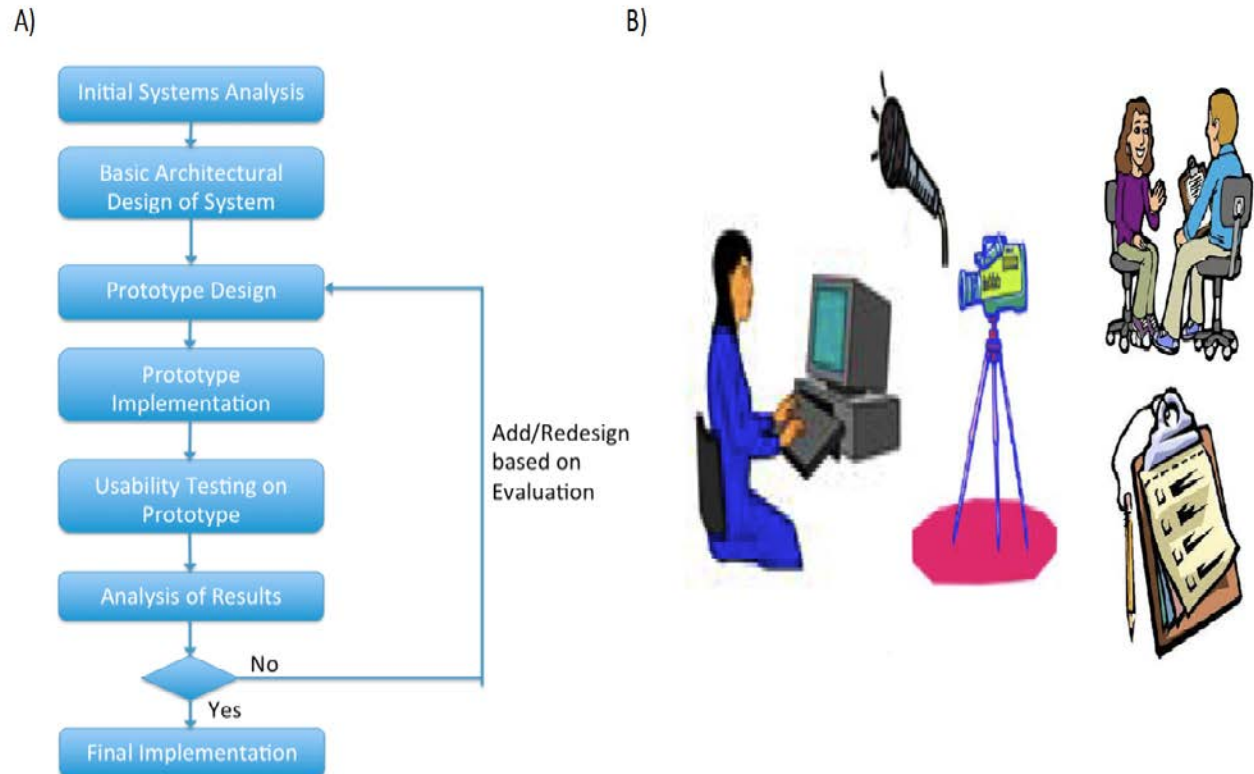 A)
Initial Systems Analysis
Basic Architectural
Design of System
Prototype Design
Prototype
Implementation
Usability Testing on
Prototype
Analysis of Results
No
Yes
Final Implementation
Add/Redesign
based on
Evaluation
B)